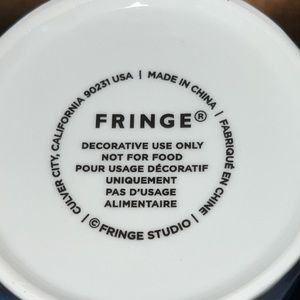 CULVER CITY, CALIFORNIA 90231 USA | MADE IN CHINA | FABRIQUÉ EN CHINE | ©FRINGE STUDIO |
FRINGE®
DECORATIVE USE ONLY
NOT FOR FOOD
POUR USAGE DÉCORATIF
UNIQUEMENT
PAS D'USAGE
ALIMENTAIRE